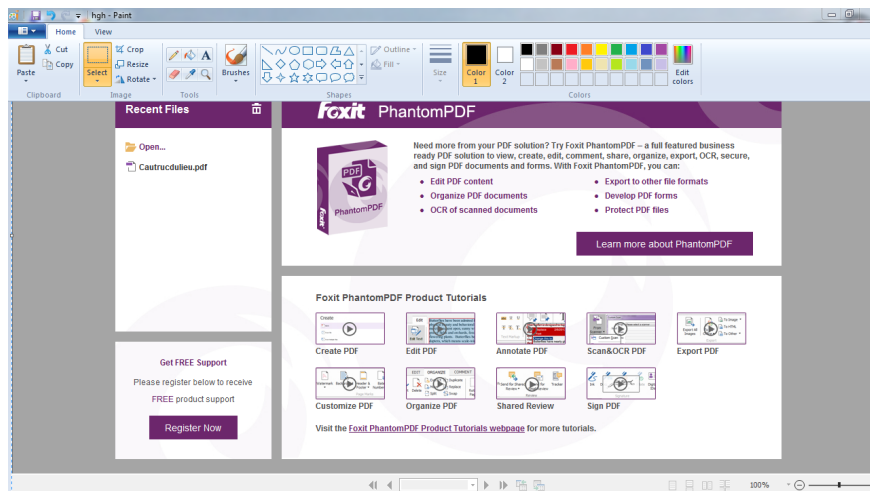 hgh - Paint
Home View
Paste
Cut
Copy
Clipboard
Select
Crop
Resize
Rotate
Image
A
Tools
Brushes
Outline
Fill
Shapes
Size
Color 1
Color 2
Edit colors
Colors
Recent Files
Open...
Cautrucdulieu.pdf
Get FREE Support
Please register below to receive
FREE product support
Register Now
Foxit PhantomPDF
PDF
PhantomPDF
Foxit
Need more from your PDF solution? Try Foxit PhantomPDF – a full featured business
ready PDF solution to view, create, edit, comment, share, organize, export, OCR, secure,
and sign PDF documents and forms. With Foxit PhantomPDF, you can:
Edit PDF content
Organize PDF documents
OCR of scanned documents
Export to other file formats
Develop PDF forms
Protect PDF files
Learn more about PhantomPDF
Foxit PhantomPDF Product Tutorials
Create PDF Edit PDF Annotate PDF Scan&OCR PDF Export PDF
Customize PDF Organize PDF Shared Review Sign PDF
Visit the Foxit PhantomPDF Product Tutorials webpage for more tutorials.
100%